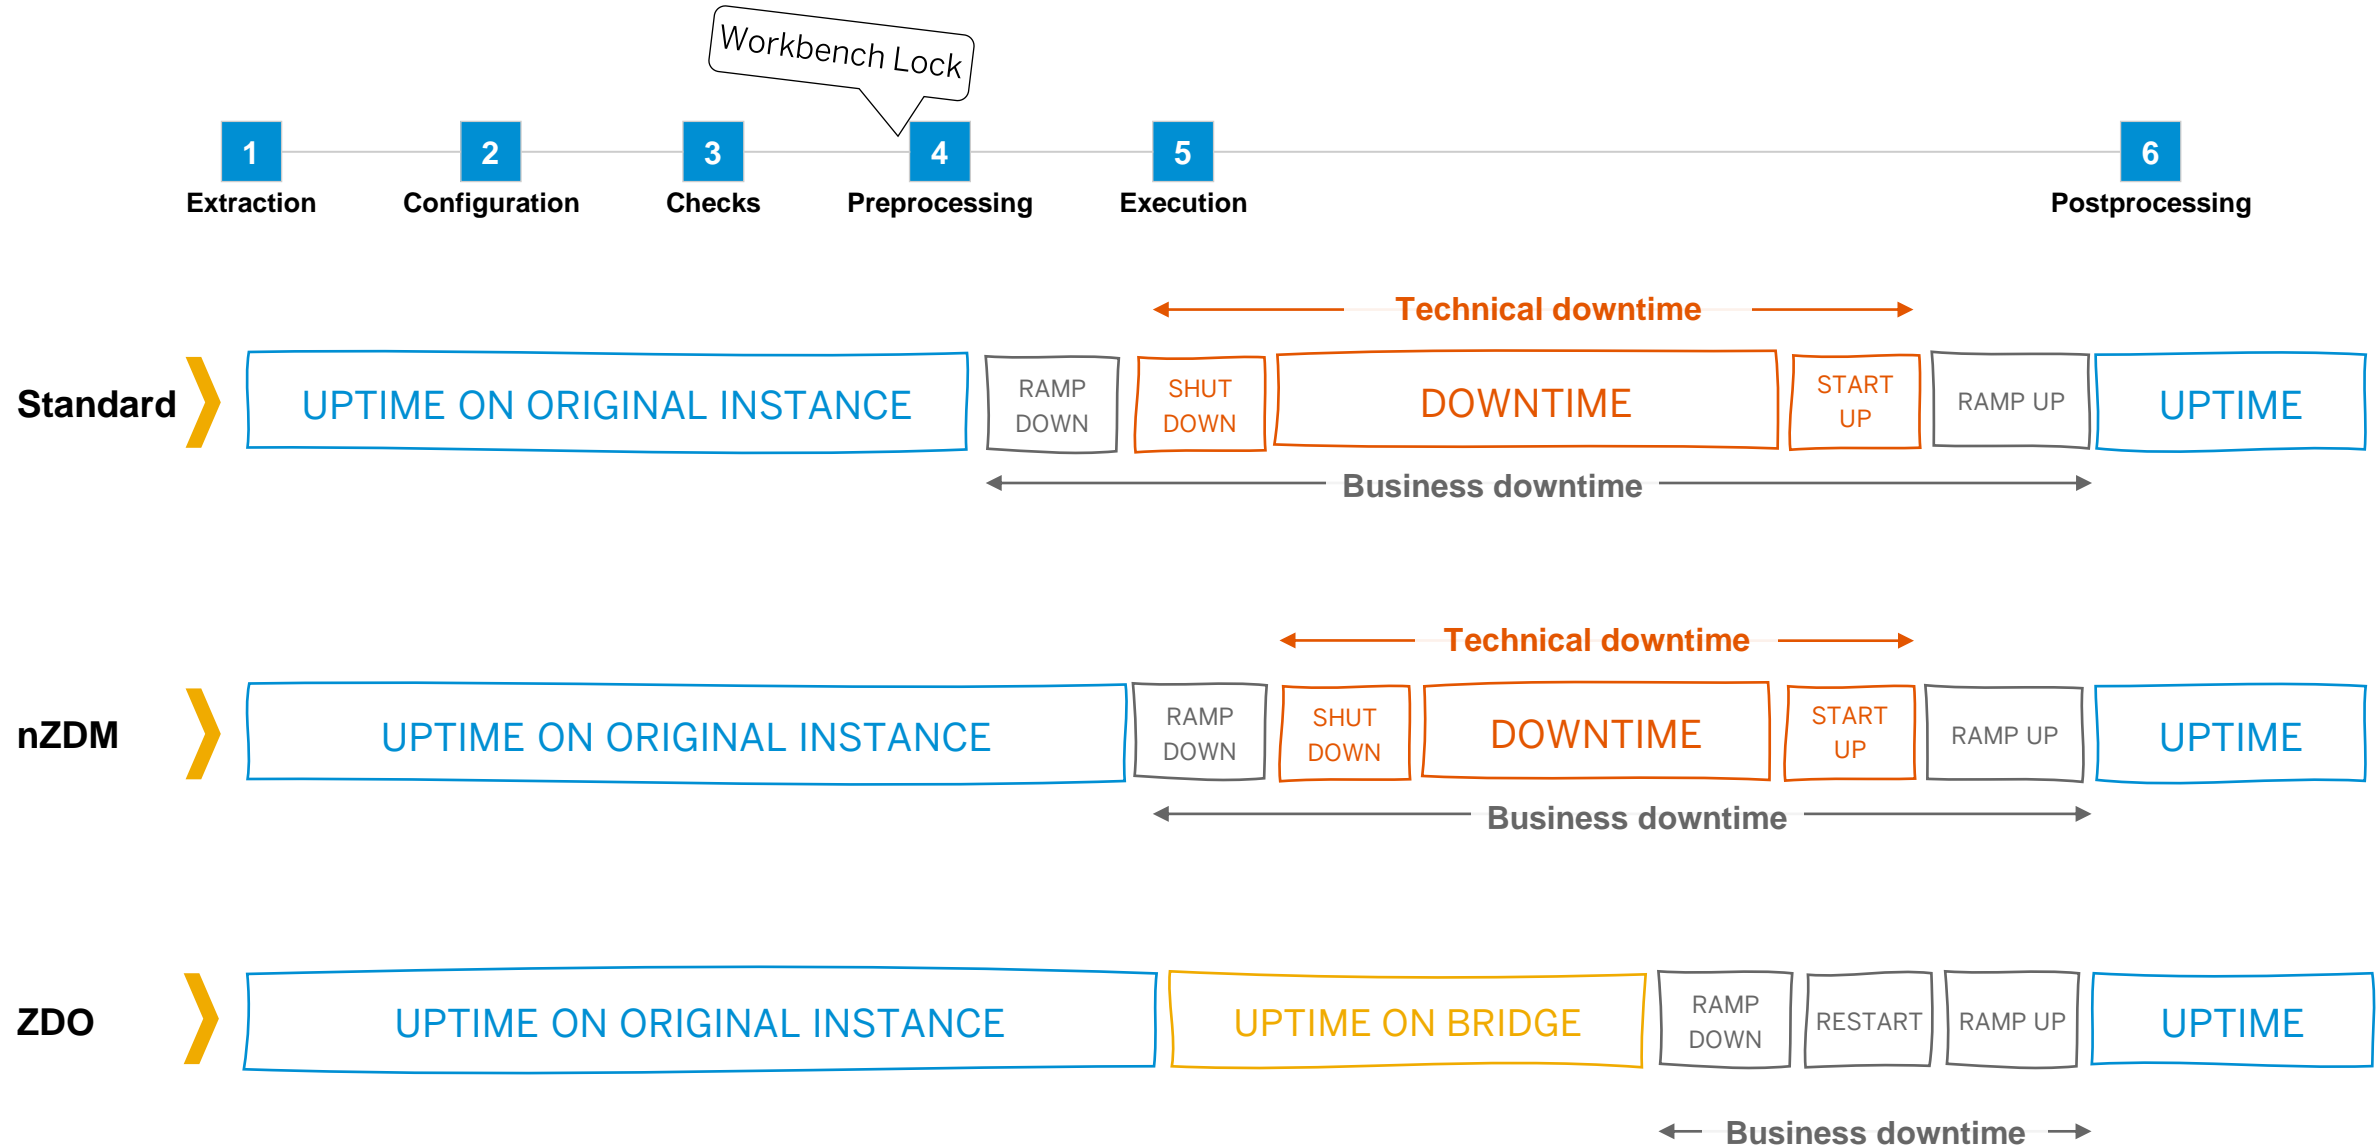 Workbench Lock
1 2 3 4 5 6
Extraction Configuration Checks Preprocessing Execution Postprocessing
Technical downtime
Standard
UPTIME ON ORIGINAL INSTANCE
RAMP
DOWN
SHUT
DOWN
DOWNTIME
START
UP
RAMP UP
UPTIME
Business downtime
Technical downtime
nZDM
UPTIME ON ORIGINAL INSTANCE
RAMP
DOWN
SHUT
DOWN
DOWNTIME
START
UP
RAMP UP
UPTIME
Business downtime
ZDO
UPTIME ON ORIGINAL INSTANCE
UPTIME ON BRIDGE
RAMP
DOWN
RESTART
RAMP UP
UPTIME
Business downtime